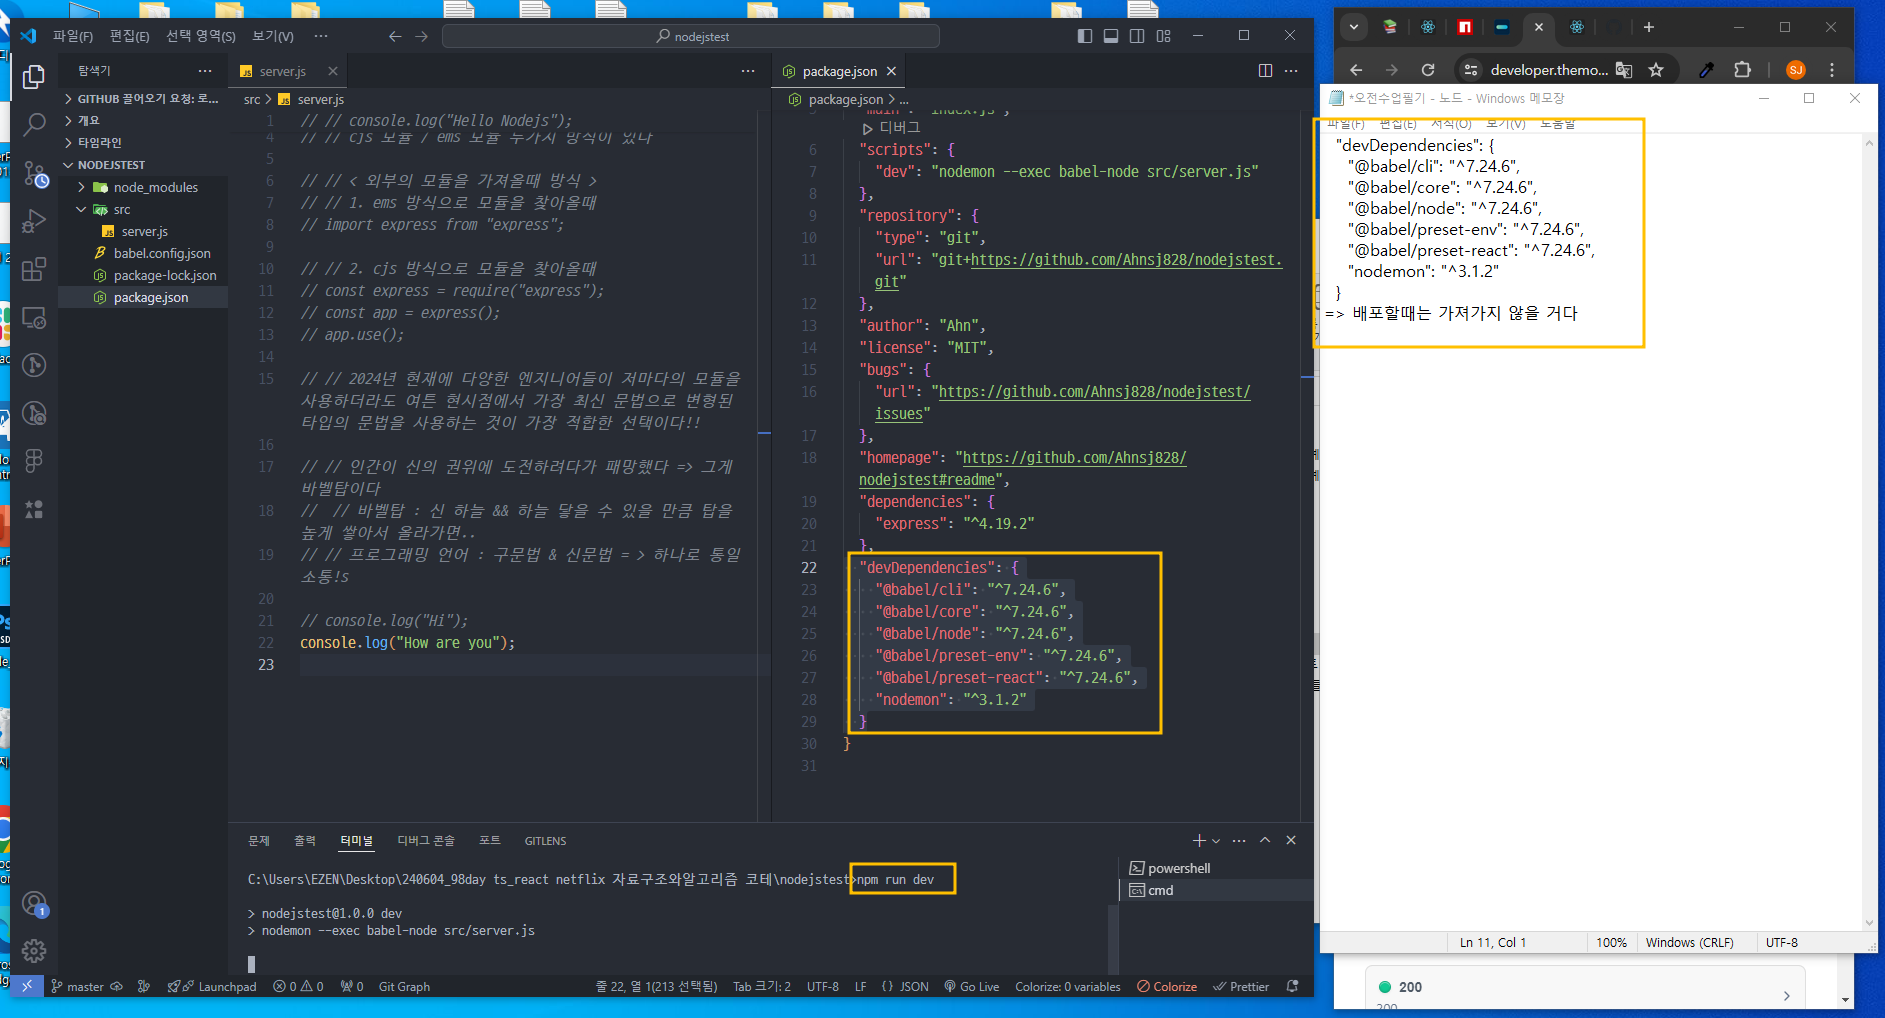 파일(F) 편집(E) 선택 영역(S) 보기(V) ··· nodejstest
탐색기
GITHUB 끌어오기 요청: 로...
개요
타임라인
NODEJSTEST
node_modules
src
server.js
babel.config.json
package-lock.json
package.json
server.js
src > server.js
1 // // console.log("Hello Nodejs");
4 // // cjs 모듈 / ems 모듈 두가지 방식이 있다
5
6 // // < 외부의 모듈을 가져올때 방식 >
7 // // 1. ems 방식으로 모듈을 찾아올때
8 // import express from "express";
9
10 // // 2. cjs 방식으로 모듈을 찾아올때
11 // const express = require("express");
12 // const app = express();
13 // app.use();
14
15 // // 2024년 현재에 다양한 엔지니어들이 저마다의 모듈을
사용하더라도 여튼 현시점에서 가장 최신 문법으로 변형된
타입의 문법을 사용하는 것이 가장 적합한 선택이다!!
16
17 // // 인간이 신의 권위에 도전하려다가 패망했다 => 그게
바벨탑이다
18 //  // 바벨탑 : 신 하늘 && 하늘 닿을 수 있을 만큼 탑을
높게 쌓아서 올라가면..
19 // // 프로그래밍 언어 : 구문법 & 신문법 = > 하나로 통일
소통!s
20
21 // console.log("Hi");
22 console.log("How are you");
23
package.json
package.json > ...
5 "main": "index.js",
디버그
6 "scripts": {
7 "dev": "nodemon --exec babel-node src/server.js"
8 },
9 "repository": {
10 "type": "git",
11 "url": "git+https://github.com/Ahnsj828/nodejstest.
git"
12 },
13 "author": "Ahn",
14 "license": "MIT",
15 "bugs": {
16 "url": "https://github.com/Ahnsj828/nodejstest/
issues"
17 },
18 "homepage": "https://github.com/Ahnsj828/
nodejstest#readme",
19 "dependencies": {
20 "express": "^4.19.2"
21 },
22 "devDependencies": {
23 "@babel/cli": "^7.24.6",
24 "@babel/core": "^7.24.6",
25 "@babel/node": "^7.24.6",
26 "@babel/preset-env": "^7.24.6",
27 "@babel/preset-react": "^7.24.6",
28 "nodemon": "^3.1.2"
29 }
30 }
31
문제 출력 터미널 디버그 콘솔 포트 GITLENS
C:\Users\EZEN\Desktop\240604_98day ts_react netflix 자료구조와알고리즘 코테\nodejstest>npm run dev
> nodejstest@1.0.0 dev
> nodemon --exec babel-node src/server.js
powershell
cmd
master Launchpad 0 0 0 Git Graph 줄 22, 열 1(213 선택됨) Tab 크기: 2 UTF-8 LF {} JSON Go Live Colorize: 0 variables Colorize Prettier
developer.themo... SJ
*오전수업필기 - 노드 - Windows 메모장
파일(F) 편집(E) 서식(O) 보기(V) 도움말
"devDependencies": {
"@babel/cli": "^7.24.6",
"@babel/core": "^7.24.6",
"@babel/node": "^7.24.6",
"@babel/preset-env": "^7.24.6",
"@babel/preset-react": "^7.24.6",
"nodemon": "^3.1.2"
}
=> 배포할때는 가져가지 않을 거다
Ln 11, Col 1 100% Windows (CRLF) UTF-8
200
200